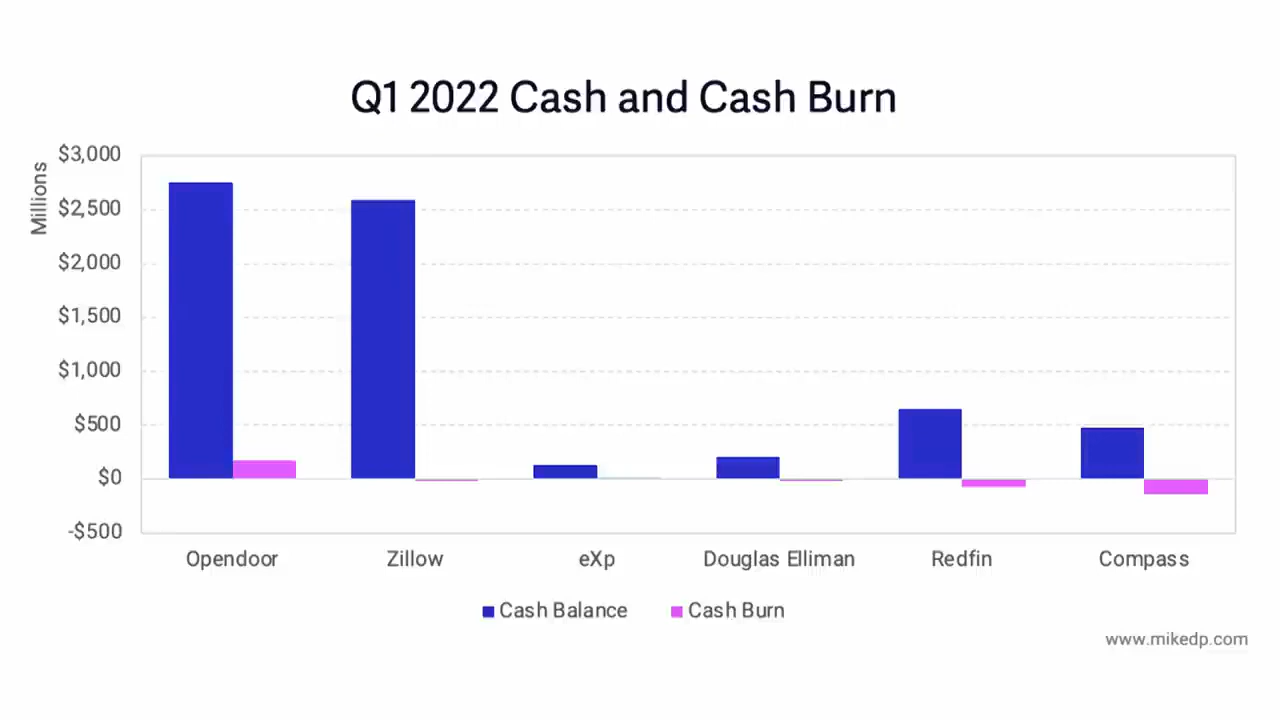 Q1 2022 Cash and Cash Burn
Millions
$3,000
$2,500
$2,000
$1,500
$1,000
$500
$0
-$500
Opendoor Zillow eXp Douglas Elliman Redfin Compass
Cash Balance Cash Burn
www.mikedp.com